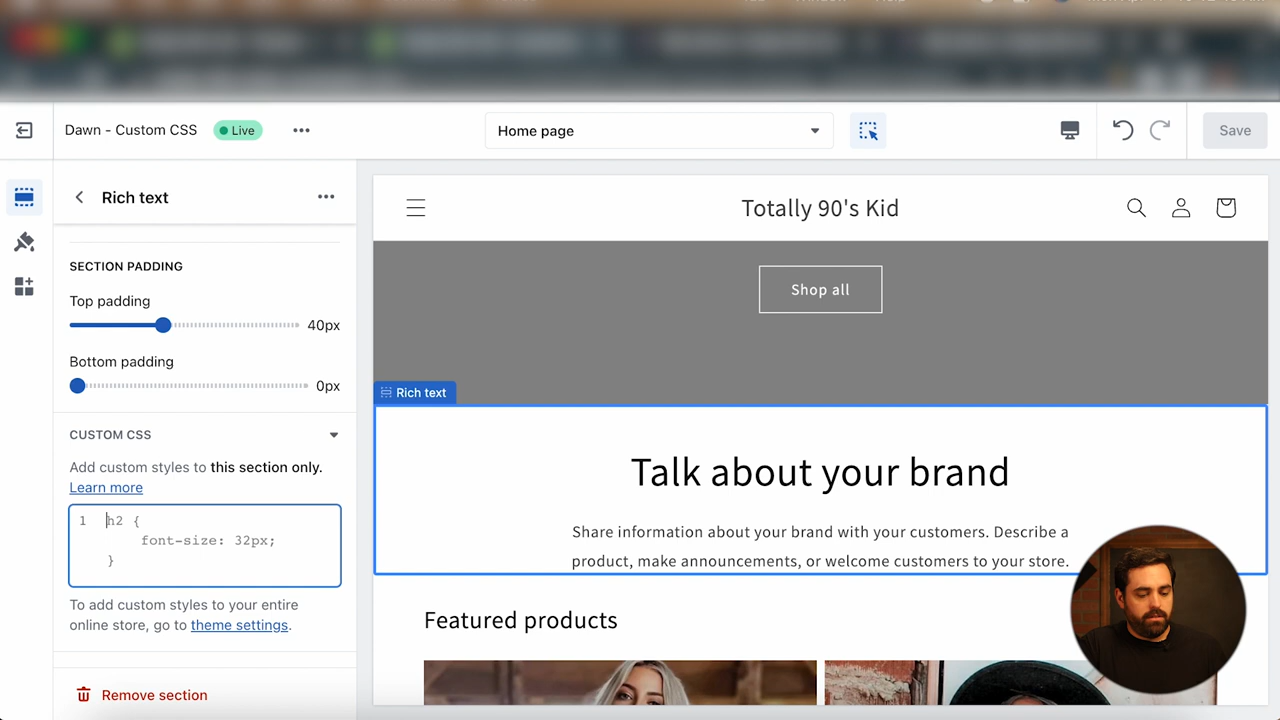 Dawn - Custom CSS
Live
Home page
Save
Rich text
SECTION PADDING
Top padding
40px
Bottom padding
0px
CUSTOM CSS
Add custom styles to this section only.
Learn more
1 h2 {
font-size: 32px;
}
To add custom styles to your entire
online store, go to theme settings.
Remove section
Totally 90's Kid
Shop all
Rich text
Talk about your brand
Share information about your brand with your customers. Describe a
product, make announcements, or welcome customers to your store.
Featured products